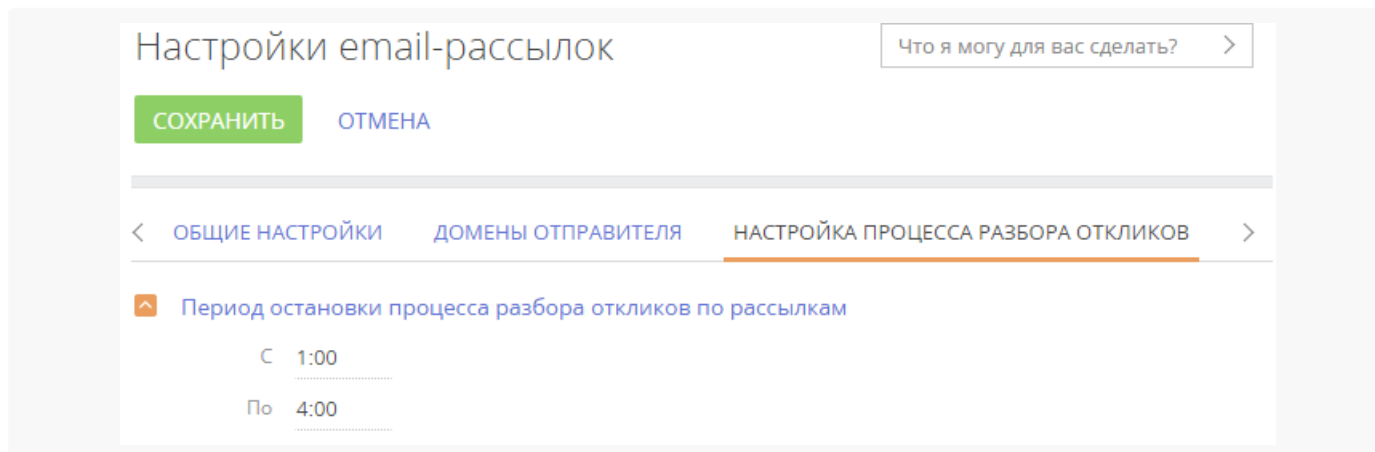 Настройки email-рассылок
Что я могу для вас сделать?
СОХРАНИТЬ ОТМЕНА
ОБЩИЕ НАСТРОЙКИ ДОМЕНЫ ОТПРАВИТЕЛЯ НАСТРОЙКА ПРОЦЕССА РАЗБОРА ОТКЛИКОВ
Период остановки процесса разбора откликов по рассылкам
С 1:00
По 4:00